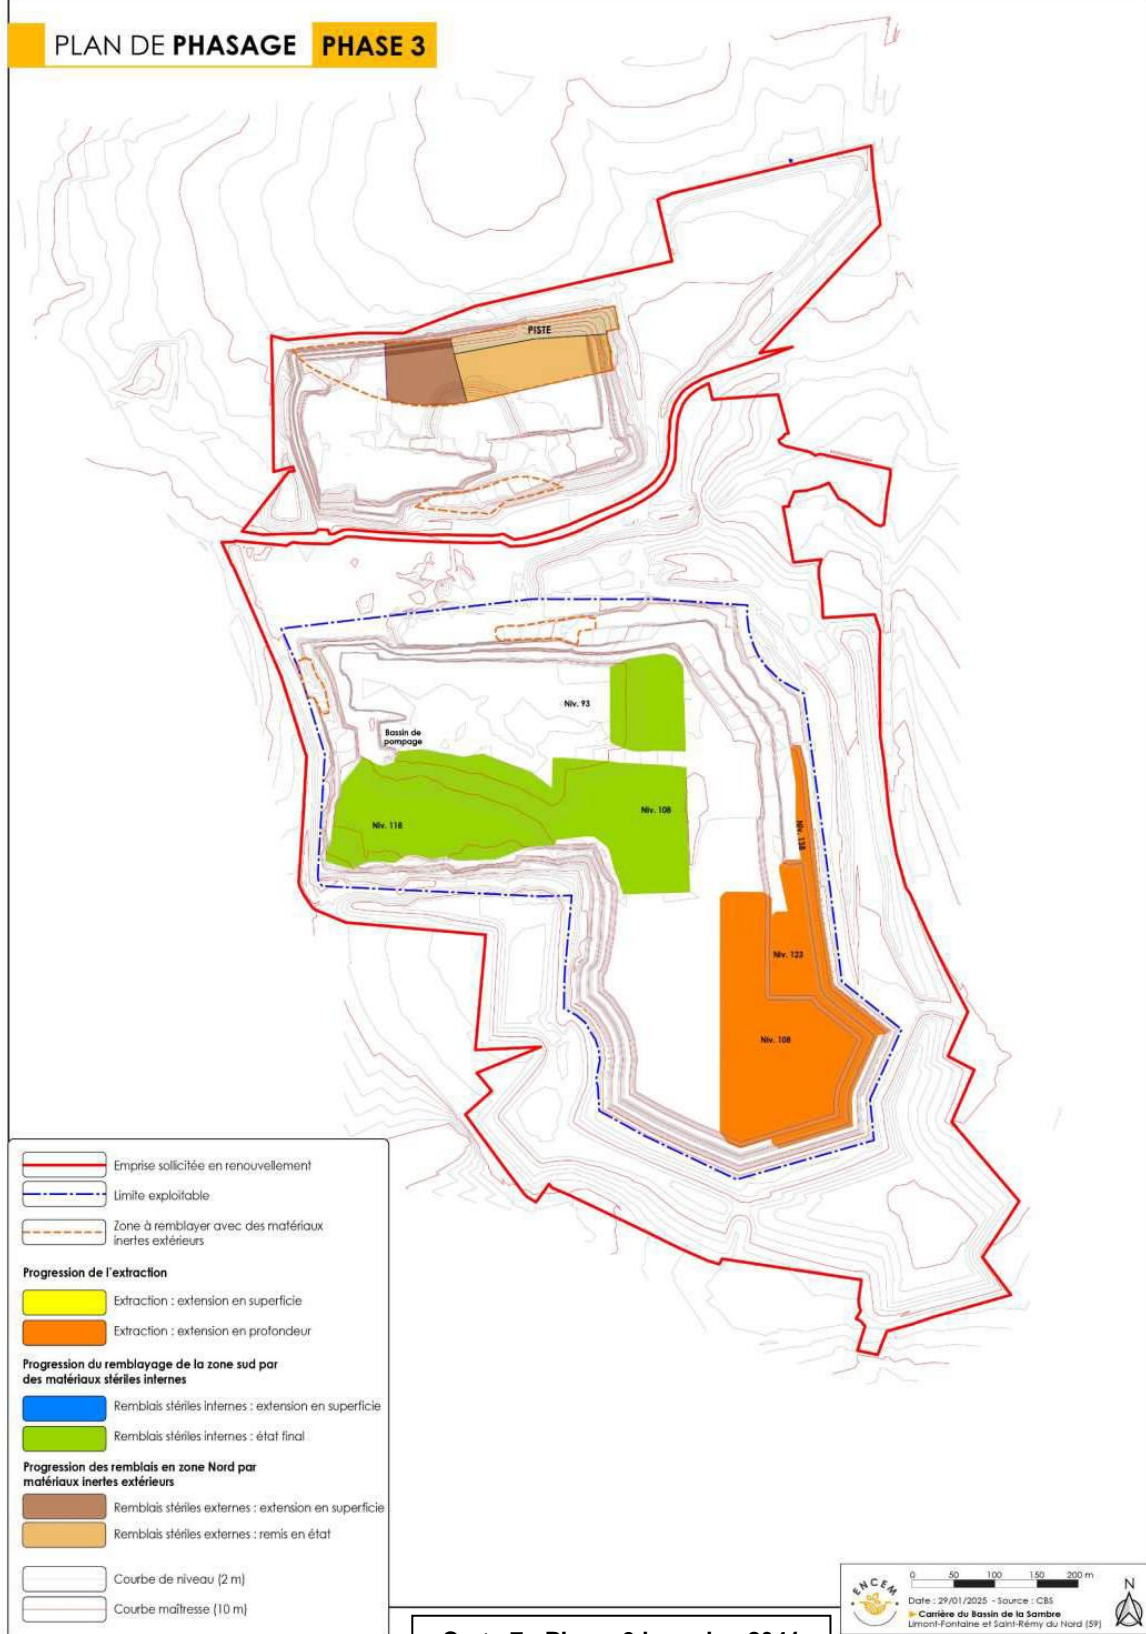 PLAN DE PHASAGE PHASE 3
PISTE
Niv. 93
Bassin de
pompage
Niv. 118
Niv. 108
Niv. 138
Niv. 123
Niv. 108
Emprise sollicitée en renouvellement
Limite exploitable
Zone à remblayer avec des matériaux
inertes extérieurs
Progression de l'extraction
Extraction : extension en superficie
Extraction : extension en profondeur
Progression du remblayage de la zone sud par
des matériaux stériles internes
Remblais stériles internes : extension en superficie
Remblais stériles internes : état final
Progression des remblais en zone Nord par
matériaux inertes extérieurs
Remblais stériles externes : extension en superficie
Remblais stériles externes : remis en état
Courbe de niveau (2 m)
Courbe maîtresse (10 m)
ENCEM
0 50 100 150 200 m
N
Date : 29/01/2025 - Source : CBS
Carrière du Bassin de la Sambre
Limont-Fontaine et Saint-Rémy du Nord (59)